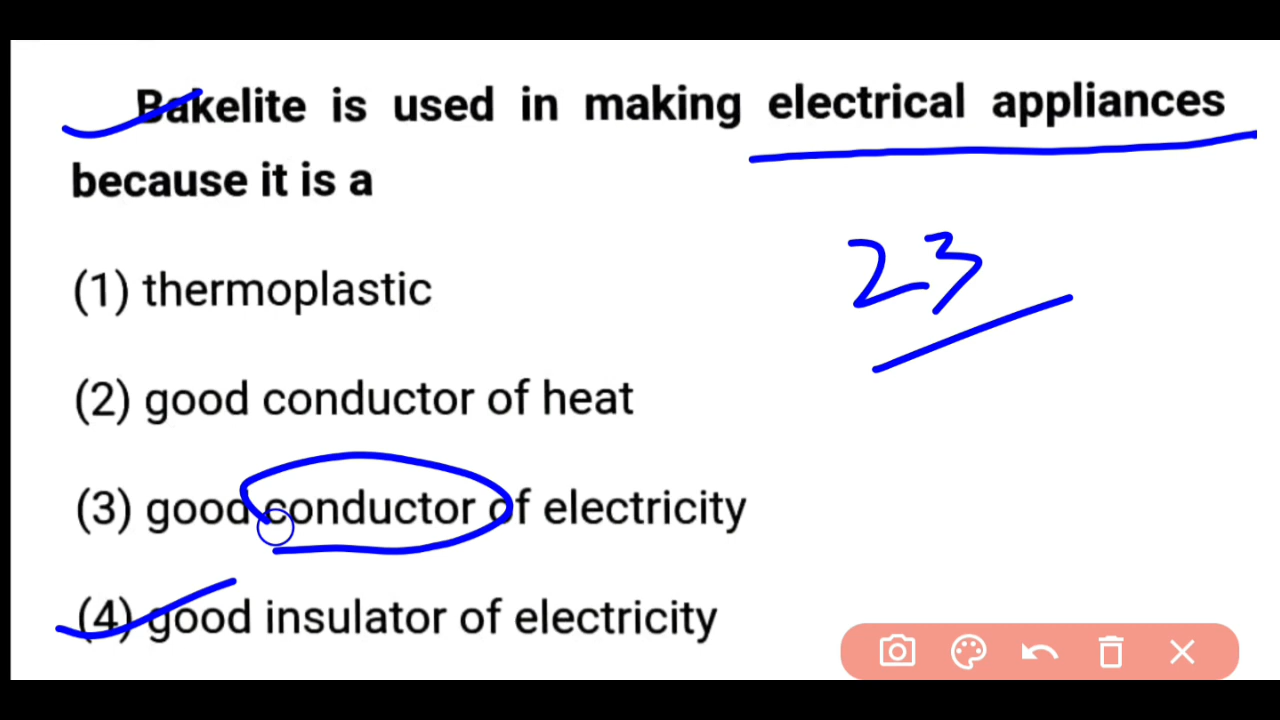 Bakelite is used in making electrical appliances
because it is a
23
(1) thermoplastic
(2) good conductor of heat
(3) good conductor of electricity
(4) good insulator of electricity